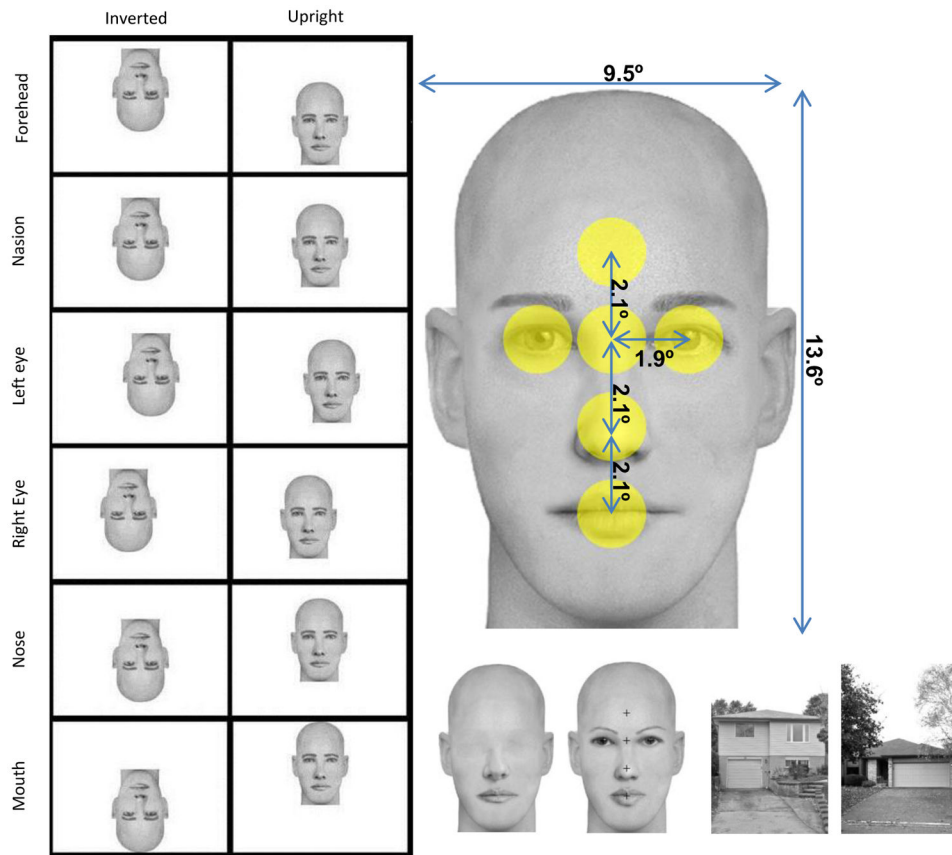 Inverted
Upright
Forehead
Nasion
Left eye
Right Eye
Nose
Mouth
9.5º
13.6º
2.1º
1.9º
2.1º
2.1º